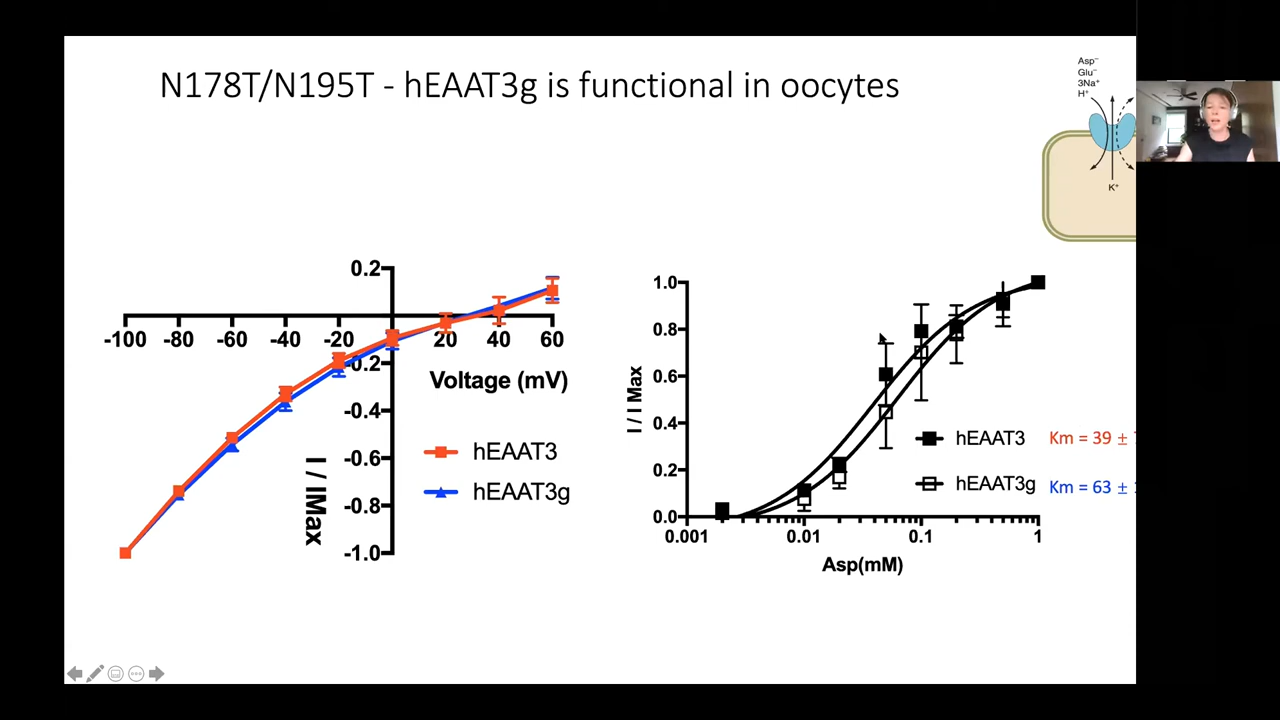 N178T/N195T - hEAAT3g is functional in oocytes
Asp⁻
Glu⁻
3Na⁺
H⁺
K⁺
0.2
-100 -80 -60 -40 -20 20 40 60
-0.2
-0.4
-0.6
-0.8
-1.0
Voltage (mV)
I / IMax
hEAAT3
hEAAT3g
1.0
0.8
0.6
0.4
0.2
0.0
I / I Max
0.001 0.01 0.1 1
Asp(mM)
hEAAT3 Km = 39 ±
hEAAT3g Km = 63 ±